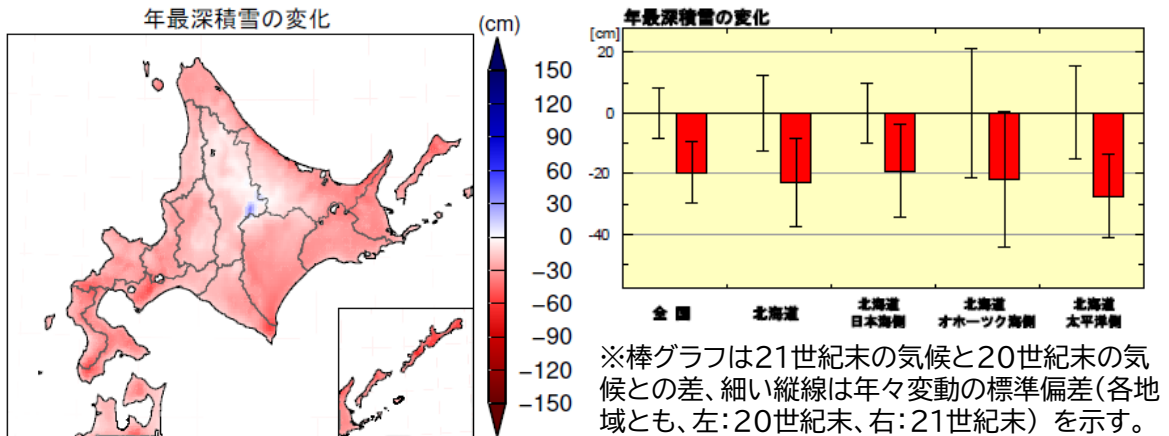 年最深積雪の変化
(cm)
150
120
90
60
30
0
−30
−60
−90
−120
−150
年最深積雪の変化
[cm]
20
0
-20
-40
全国
北海道
北海道
日本海側
北海道
オホーツク海側
北海道
太平洋側
※棒グラフは21世紀末の気候と20世紀末の気
候との差、細い縦線は年々変動の標準偏差(各地
域とも、左:20世紀末、右:21世紀末) を示す。